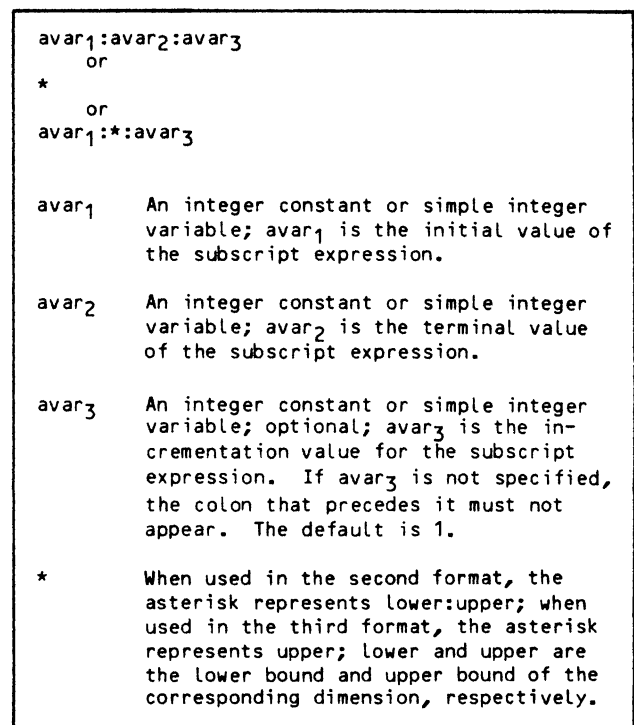 avar1:avar2:avar3
or
*
or
avar1:*:avar3
avar1 An integer constant or simple integer
variable; avar1 is the initial value of
the subscript expression.
avar2 An integer constant or simple integer
variable; avar2 is the terminal value
of the subscript expression.
avar3 An integer constant or simple integer
variable; optional; avar3 is the in-
crementation value for the subscript
expression. If avar3 is not specified,
the colon that precedes it must not
appear. The default is 1.
* When used in the second format, the
asterisk represents lower:upper; when
used in the third format, the asterisk
represents upper; lower and upper are
the lower bound and upper bound of the
corresponding dimension, respectively.